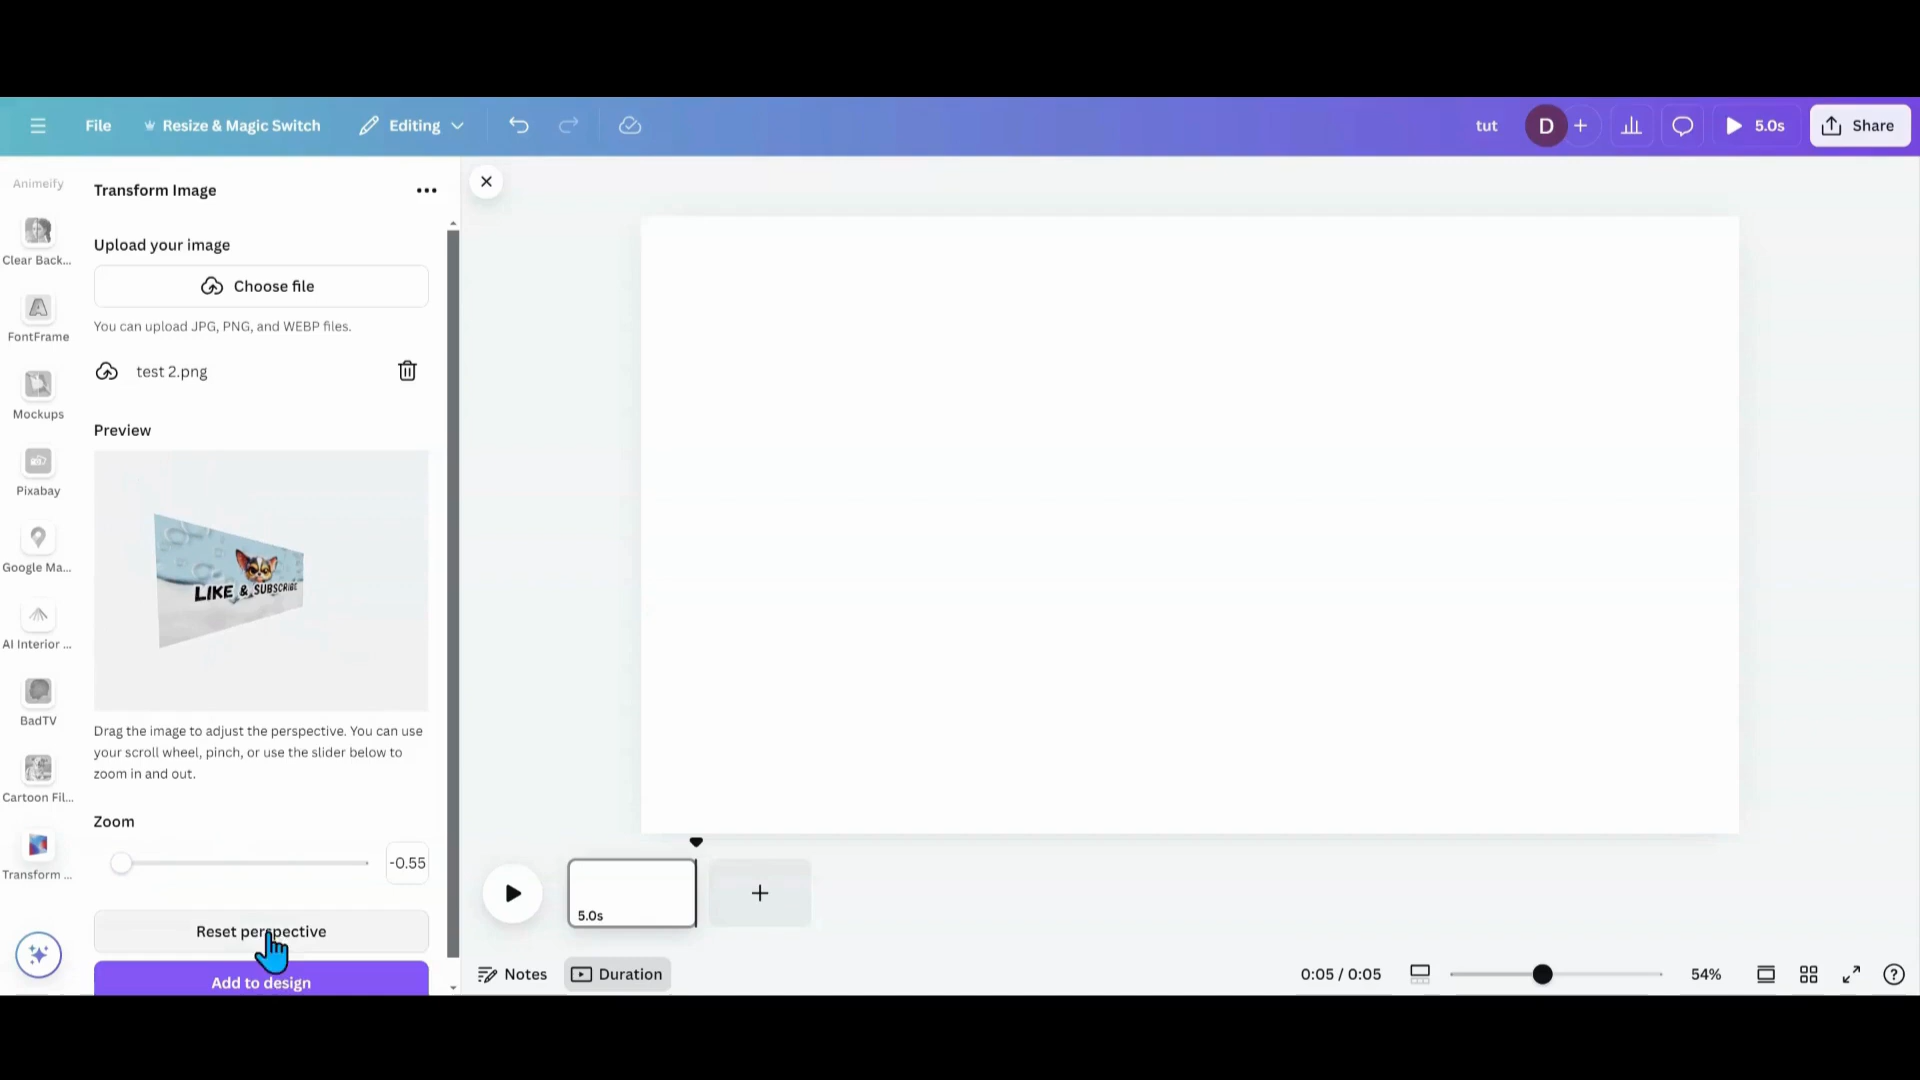 File
Resize & Magic Switch
Editing
tut
D
5.0s
Share
Animeify
Clear Back...
FontFrame
Mockups
Pixabay
Google Ma...
AI Interior ...
BadTV
Cartoon Fil...
Transform ...
Transform Image
Upload your image
Choose file
You can upload JPG, PNG, and WEBP files.
test 2.png
Preview
LIKE & SUBSCRIBE
Drag the image to adjust the perspective. You can use
your scroll wheel, pinch, or use the slider below to
zoom in and out.
Zoom
-0.55
Reset perspective
Add to design
5.0s
Notes
Duration
0:05 / 0:05
54%